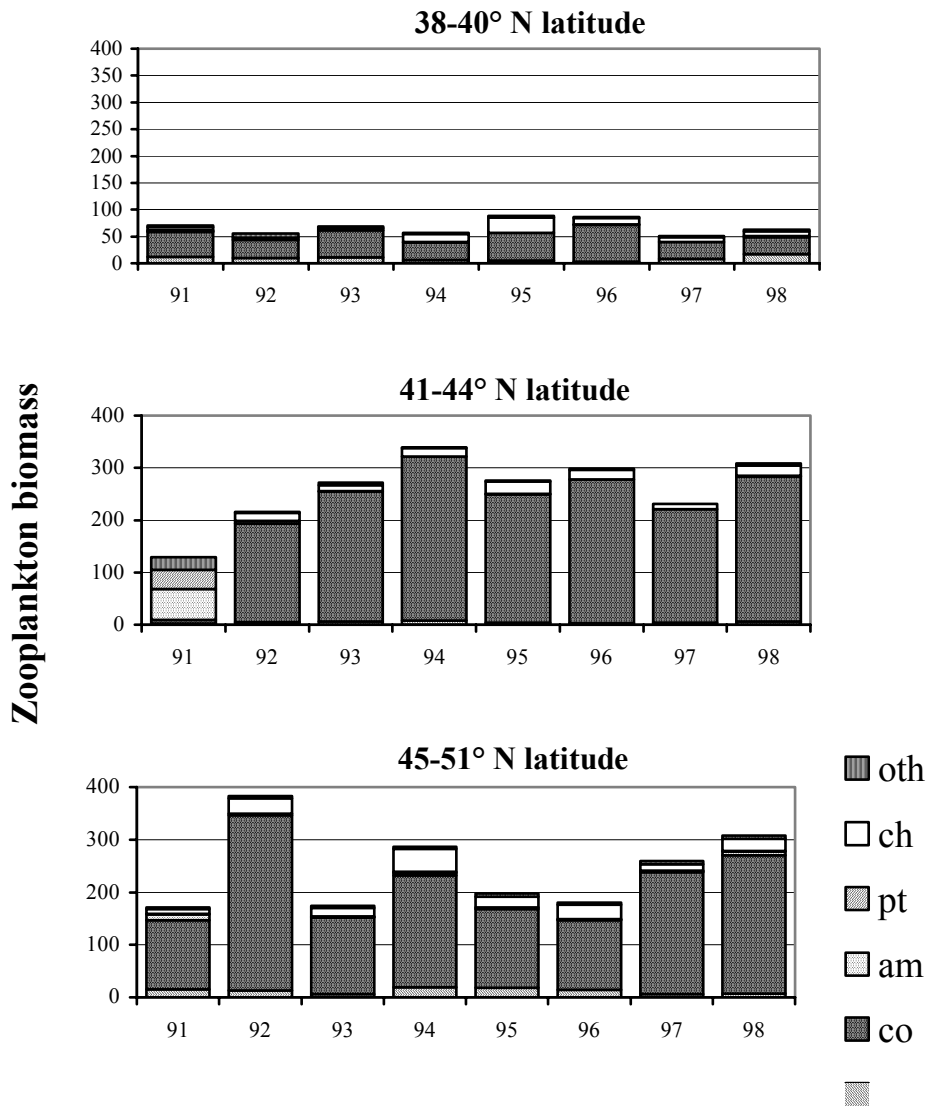 38-40° N latitude
400
350
300
250
200
150
100
50
0
91 92 93 94 95 96 97 98
Zooplankton biomass
41-44° N latitude
400
300
200
100
0
91 92 93 94 95 96 97 98
45-51° N latitude
400
300
200
100
0
91 92 93 94 95 96 97 98
oth
ch
pt
am
co